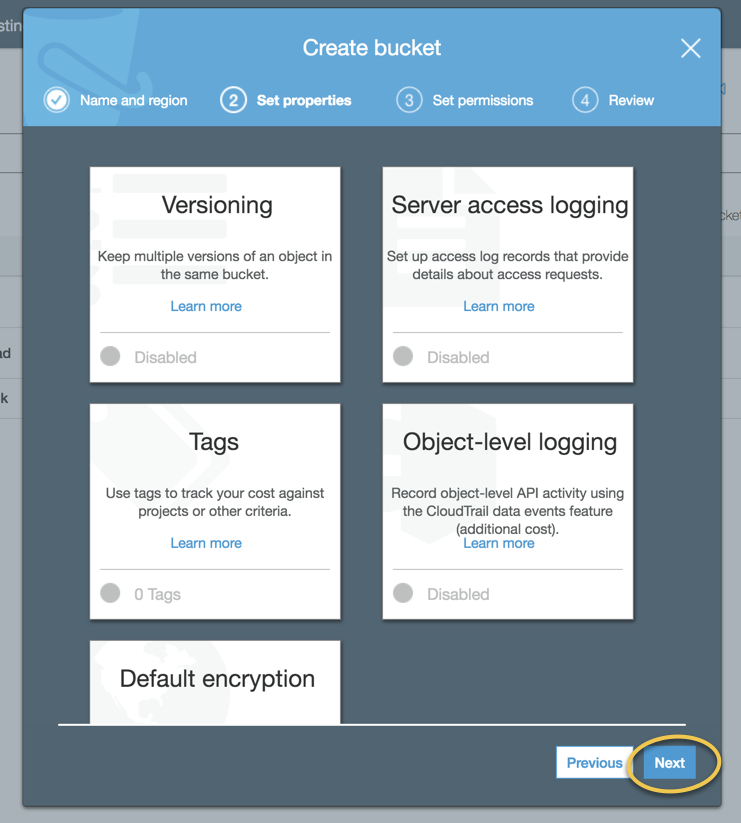 Create bucket
Name and region
2 Set properties
3 Set permissions
4 Review
Versioning
Keep multiple versions of an object in
the same bucket.
Learn more
Disabled
Server access logging
Set up access log records that provide
details about access requests.
Learn more
Disabled
Tags
Use tags to track your cost against
projects or other criteria.
Learn more
0 Tags
Object-level logging
Record object-level API activity using
the CloudTrail data events feature
(additional cost).
Learn more
Disabled
Default encryption
Previous
Next